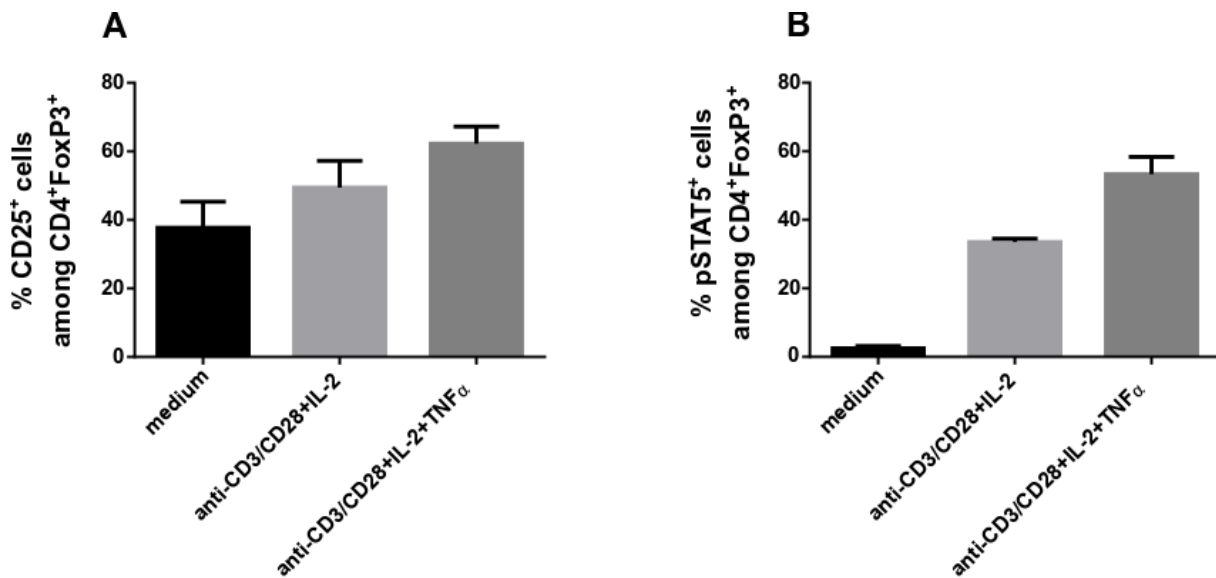 A
% CD25⁺ cells
among CD4⁺FoxP3⁺
80
60
40
20
0
medium
anti-CD3/CD28+IL-2
anti-CD3/CD28+IL-2+TNFα
B
% pSTAT5⁺ cells
among CD4⁺FoxP3⁺
80
60
40
20
0
medium
anti-CD3/CD28+IL-2
anti-CD3/CD28+IL-2+TNFα